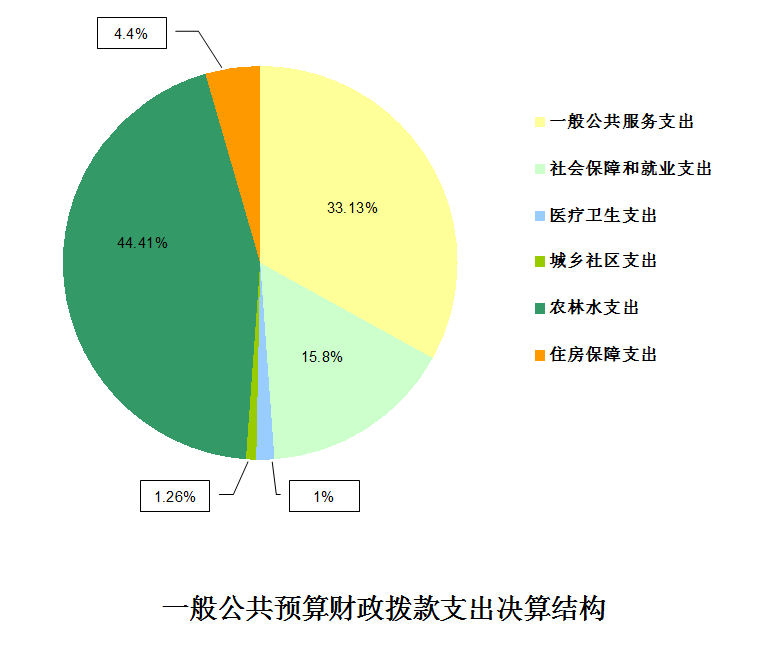 4.4%
33.13%
44.41%
15.8%
1.26%
1%
一般公共服务支出
社会保障和就业支出
医疗卫生支出
城乡社区支出
农林水支出
住房保障支出
一般公共预算财政拨款支出决算结构